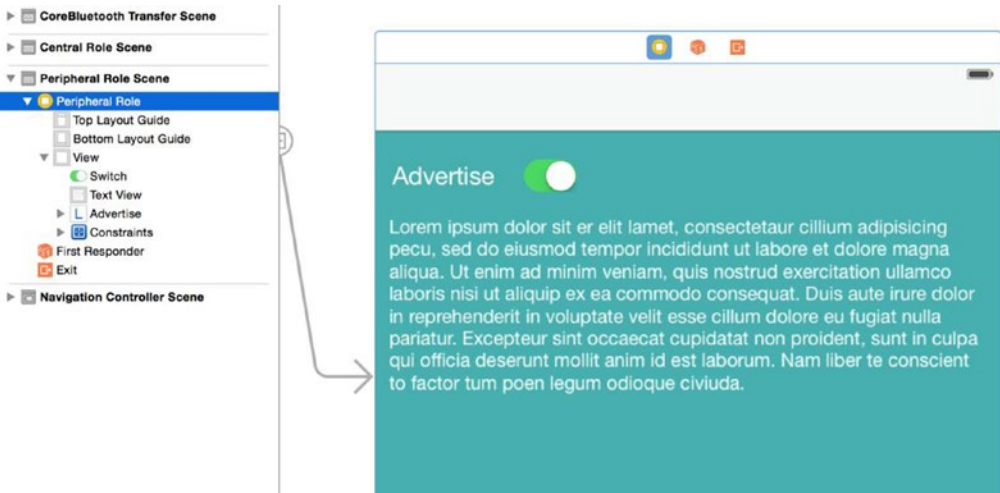 CoreBluetooth Transfer Scene
Central Role Scene
Peripheral Role Scene
Peripheral Role
Top Layout Guide
Bottom Layout Guide
View
Switch
Text View
L Advertise
Constraints
First Responder
Exit
Navigation Controller Scene
Advertise
Lorem ipsum dolor sit er elit lamet, consectetaur cillium adipisicing
pecu, sed do eiusmod tempor incididunt ut labore et dolore magna
aliqua. Ut enim ad minim veniam, quis nostrud exercitation ullamco
laboris nisi ut aliquip ex ea commodo consequat. Duis aute irure dolor
in reprehenderit in voluptate velit esse cillum dolore eu fugiat nulla
pariatur. Excepteur sint occaecat cupidatat non proident, sunt in culpa
qui officia deserunt mollit anim id est laborum. Nam liber te conscient
to factor tum poen legum odioque civiuda.